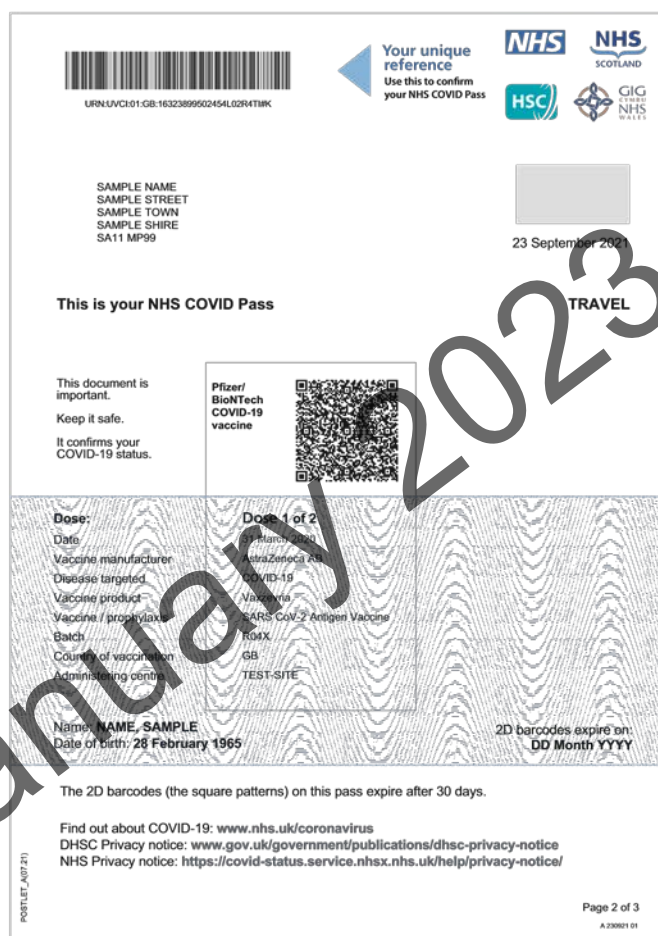 URN:UVCI:01:GB:16323899502454L02R4TI#K
Your unique
reference
Use this to confirm
your NHS COVID Pass
NHS
NHS
SCOTLAND
HSC
GIG
CYMRU
NHS
WALES
SAMPLE NAME
SAMPLE STREET
SAMPLE TOWN
SAMPLE SHIRE
SA11 MP99
23 September 2021
This is your NHS COVID Pass
TRAVEL
This document is
important.
Keep it safe.
It confirms your
COVID-19 status.
Pfizer/
BioNTech
COVID-19
vaccine
Dose: Dose 1 of 2
Date 31 March 2020
Vaccine manufacturer AstraZeneca AB
Disease targeted COVID-19
Vaccine product Vaxzevria
Vaccine / prophylaxis SARS CoV-2 Antigen Vaccine
Batch R04X
Country of vaccination GB
Administering centre TEST-SITE
Name: NAME, SAMPLE
Date of birth: 28 February 1965
2D barcodes expire on:
DD Month YYYY
The 2D barcodes (the square patterns) on this pass expire after 30 days.
Find out about COVID-19: www.nhs.uk/coronavirus
DHSC Privacy notice: www.gov.uk/government/publications/dhsc-privacy-notice
NHS Privacy notice: https://covid-status.service.nhsx.nhs.uk/help/privacy-notice/
POSTLET_A(07.21)
Page 2 of 3
A 230921 01
anuary 2023